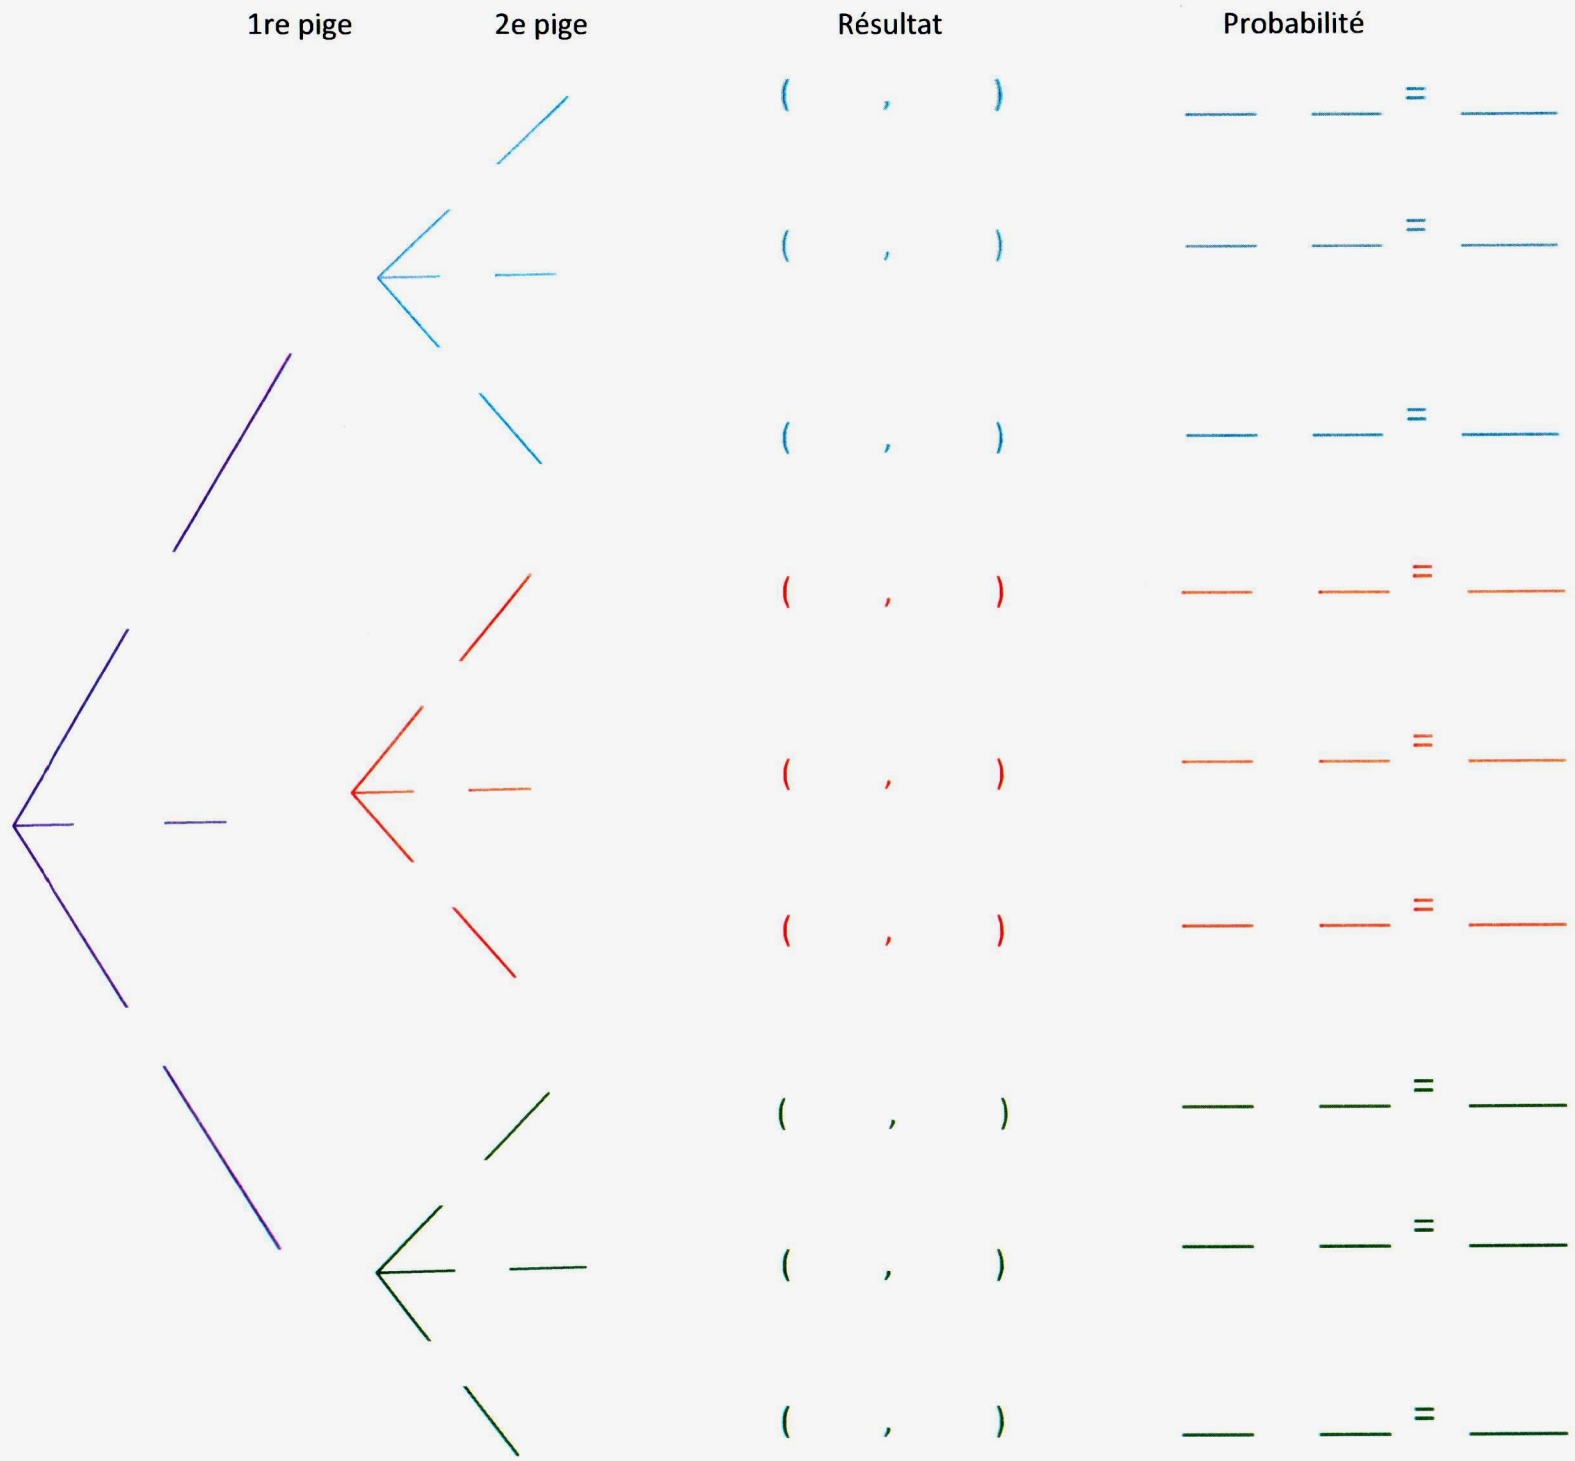 1re pige 2e pige Résultat Probabilité
( , ) =
( , ) =
( , ) =
( , ) =
( , ) =
( , ) =
( , ) =
( , ) =
( , ) =